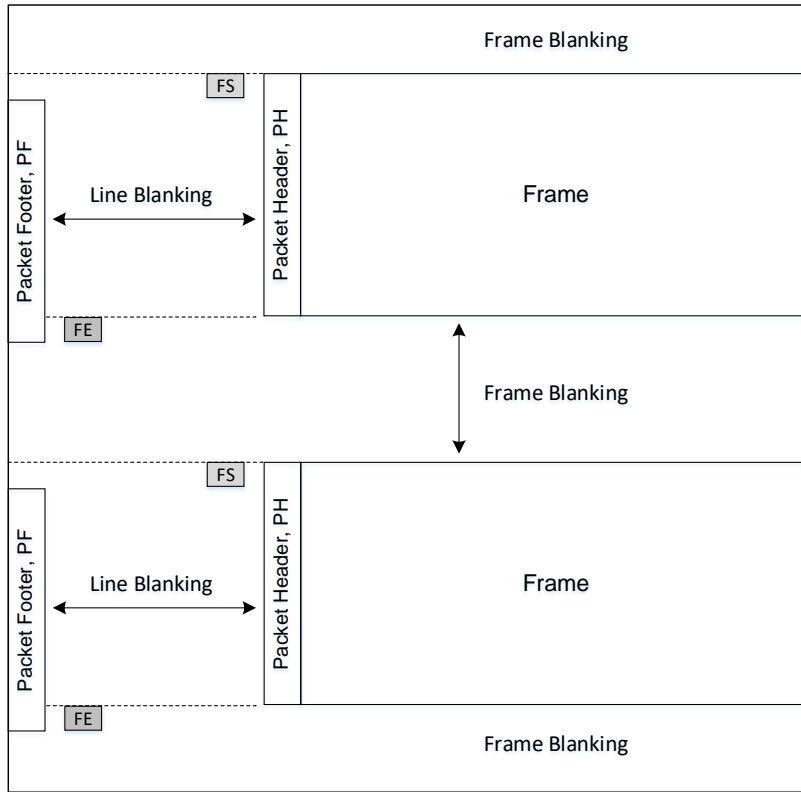 Frame Blanking
FS
Packet Footer, PF
Line Blanking
Packet Header, PH
Frame
FE
Frame Blanking
FS
Packet Footer, PF
Line Blanking
Packet Header, PH
Frame
FE
Frame Blanking